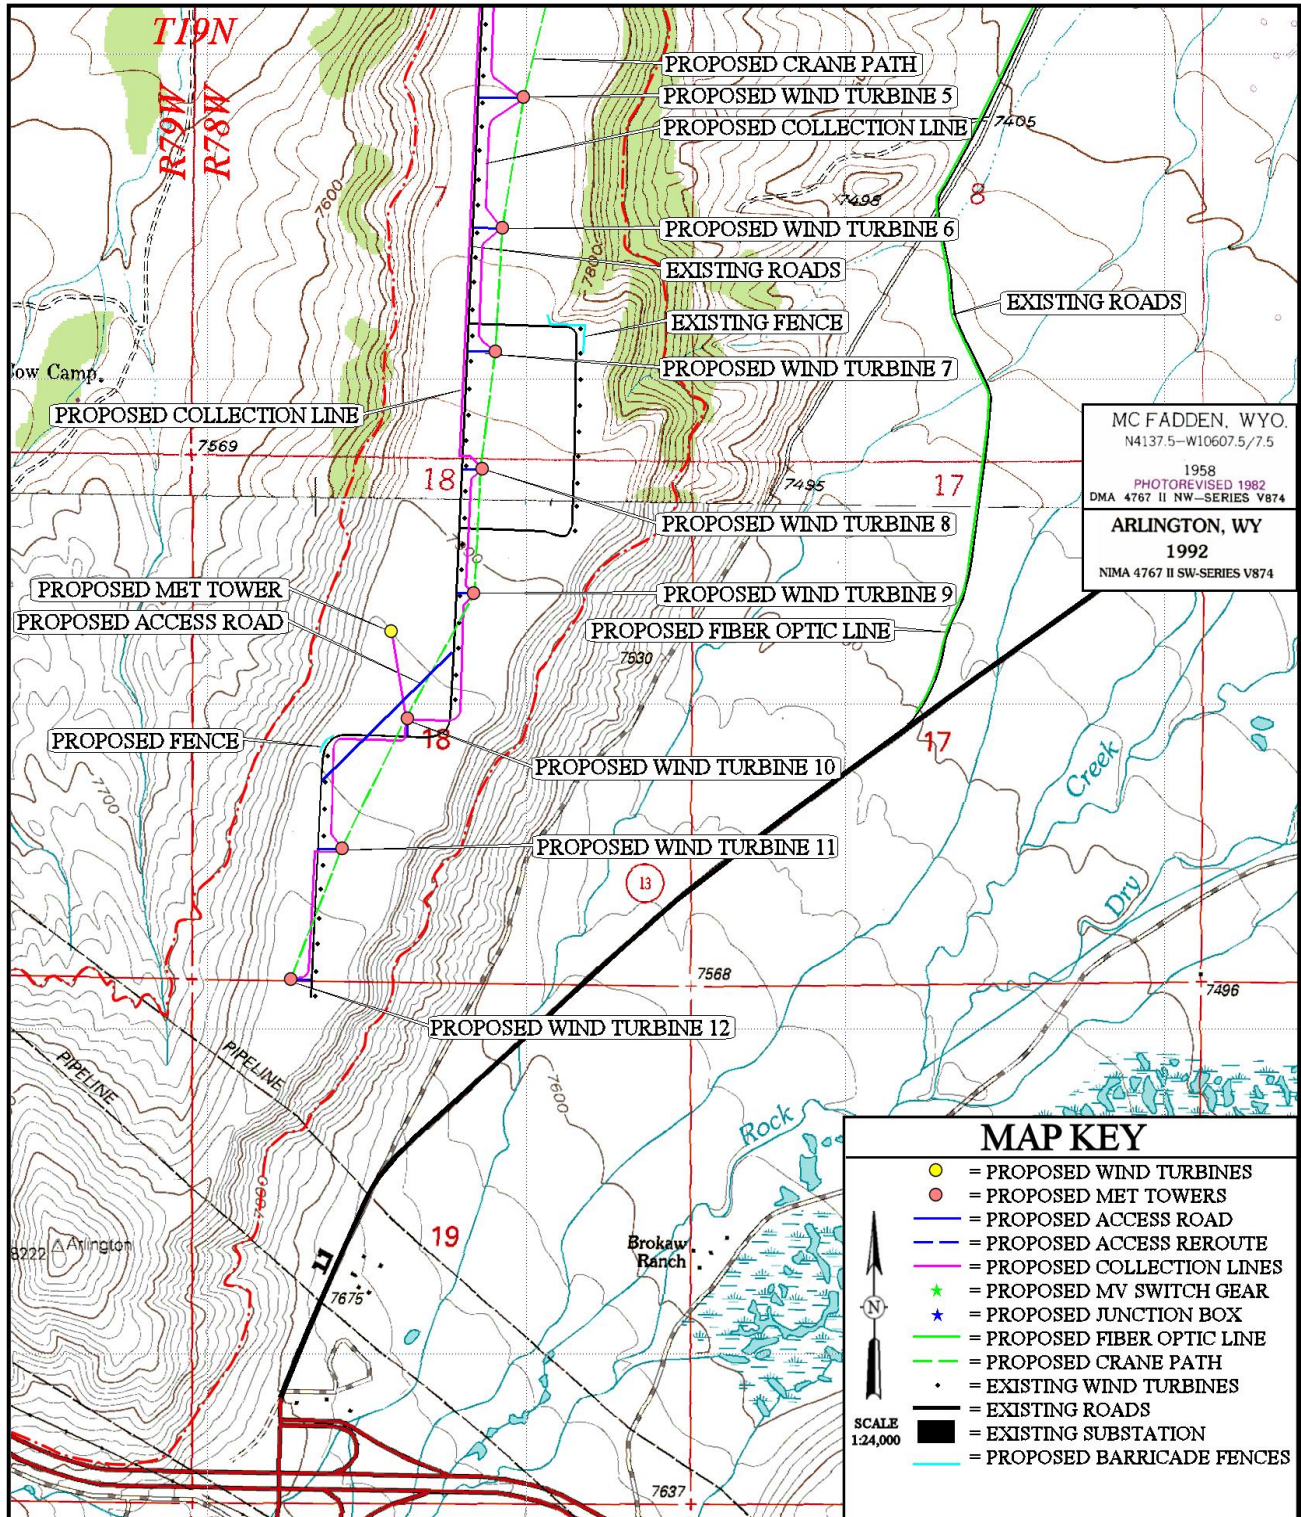 T19N
R79W
R78W
PROPOSED CRANE PATH
PROPOSED WIND TURBINE 5
PROPOSED COLLECTION LINE
7405
7
8
7600
7498
PROPOSED WIND TURBINE 6
7800
EXISTING ROADS
EXISTING ROADS
EXISTING FENCE
PROPOSED WIND TURBINE 7
ow Camp
PROPOSED COLLECTION LINE
MC FADDEN, WYO.
N4137.5-W10607.5/7.5
1958
PHOTOREVISED 1982
DMA 4767 II NW-SERIES V874
ARLINGTON, WY
1992
NIMA 4767 II SW-SERIES V874
7569
18
7495
17
PROPOSED WIND TURBINE 8
PROPOSED MET TOWER
PROPOSED WIND TURBINE 9
PROPOSED ACCESS ROAD
PROPOSED FIBER OPTIC LINE
7530
PROPOSED FENCE
18
17
PROPOSED WIND TURBINE 10
Creek
7700
PROPOSED WIND TURBINE 11
13
Dry
7568
7496
PROPOSED WIND TURBINE 12
PIPELINE
PIPELINE
7600
Rock
7800
19
8222 Arlington
Brokaw
Ranch
7675
7637
MAP KEY
= PROPOSED WIND TURBINES
= PROPOSED MET TOWERS
= PROPOSED ACCESS ROAD
= PROPOSED ACCESS REROUTE
= PROPOSED COLLECTION LINES
= PROPOSED MV SWITCH GEAR
= PROPOSED JUNCTION BOX
= PROPOSED FIBER OPTIC LINE
= PROPOSED CRANE PATH
= EXISTING WIND TURBINES
= EXISTING ROADS
= EXISTING SUBSTATION
= PROPOSED BARRICADE FENCES
N
SCALE
1:24,000